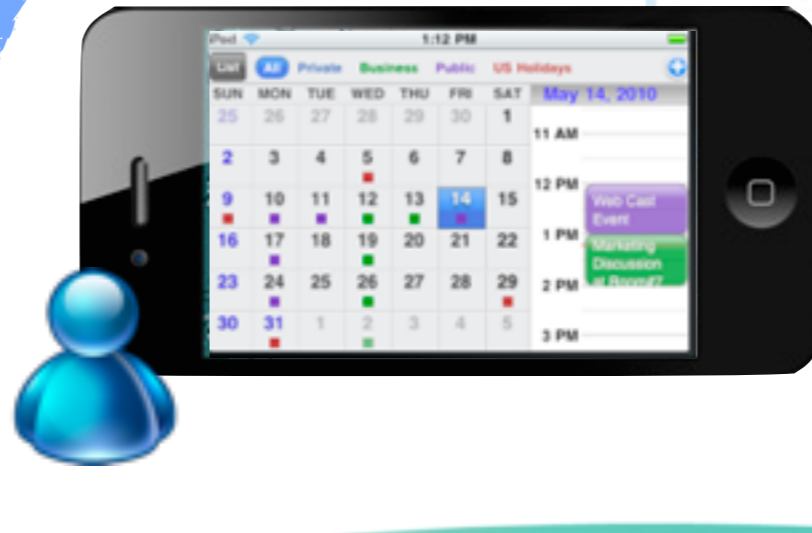 iPod 1:12 PM
List All Private Business Public US Holidays
SUN MON TUE WED THU FRI SAT May 14, 2010
25 26 27 28 29 30 1
11 AM
2 3 4 5 6 7 8
12 PM
9 10 11 12 13 14 15
Web Cast
Event
16 17 18 19 20 21 22
1 PM
Marketing
Discussion
at Room#7
23 24 25 26 27 28 29
2 PM
30 31 1 2 3 4 5
3 PM